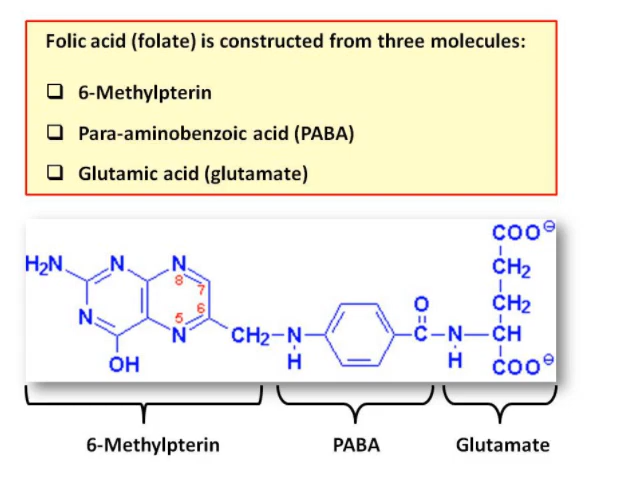 Folic acid (folate) is constructed from three molecules:
❑ 6-Methylpterin
❑ Para-aminobenzoic acid (PABA)
❑ Glutamic acid (glutamate)
COO⊖
CH₂
H₂N N N 8 7 CH₂
N 5 6 N CH₂–N H O C–N H CH
OH COO⊖
6-Methylpterin PABA Glutamate